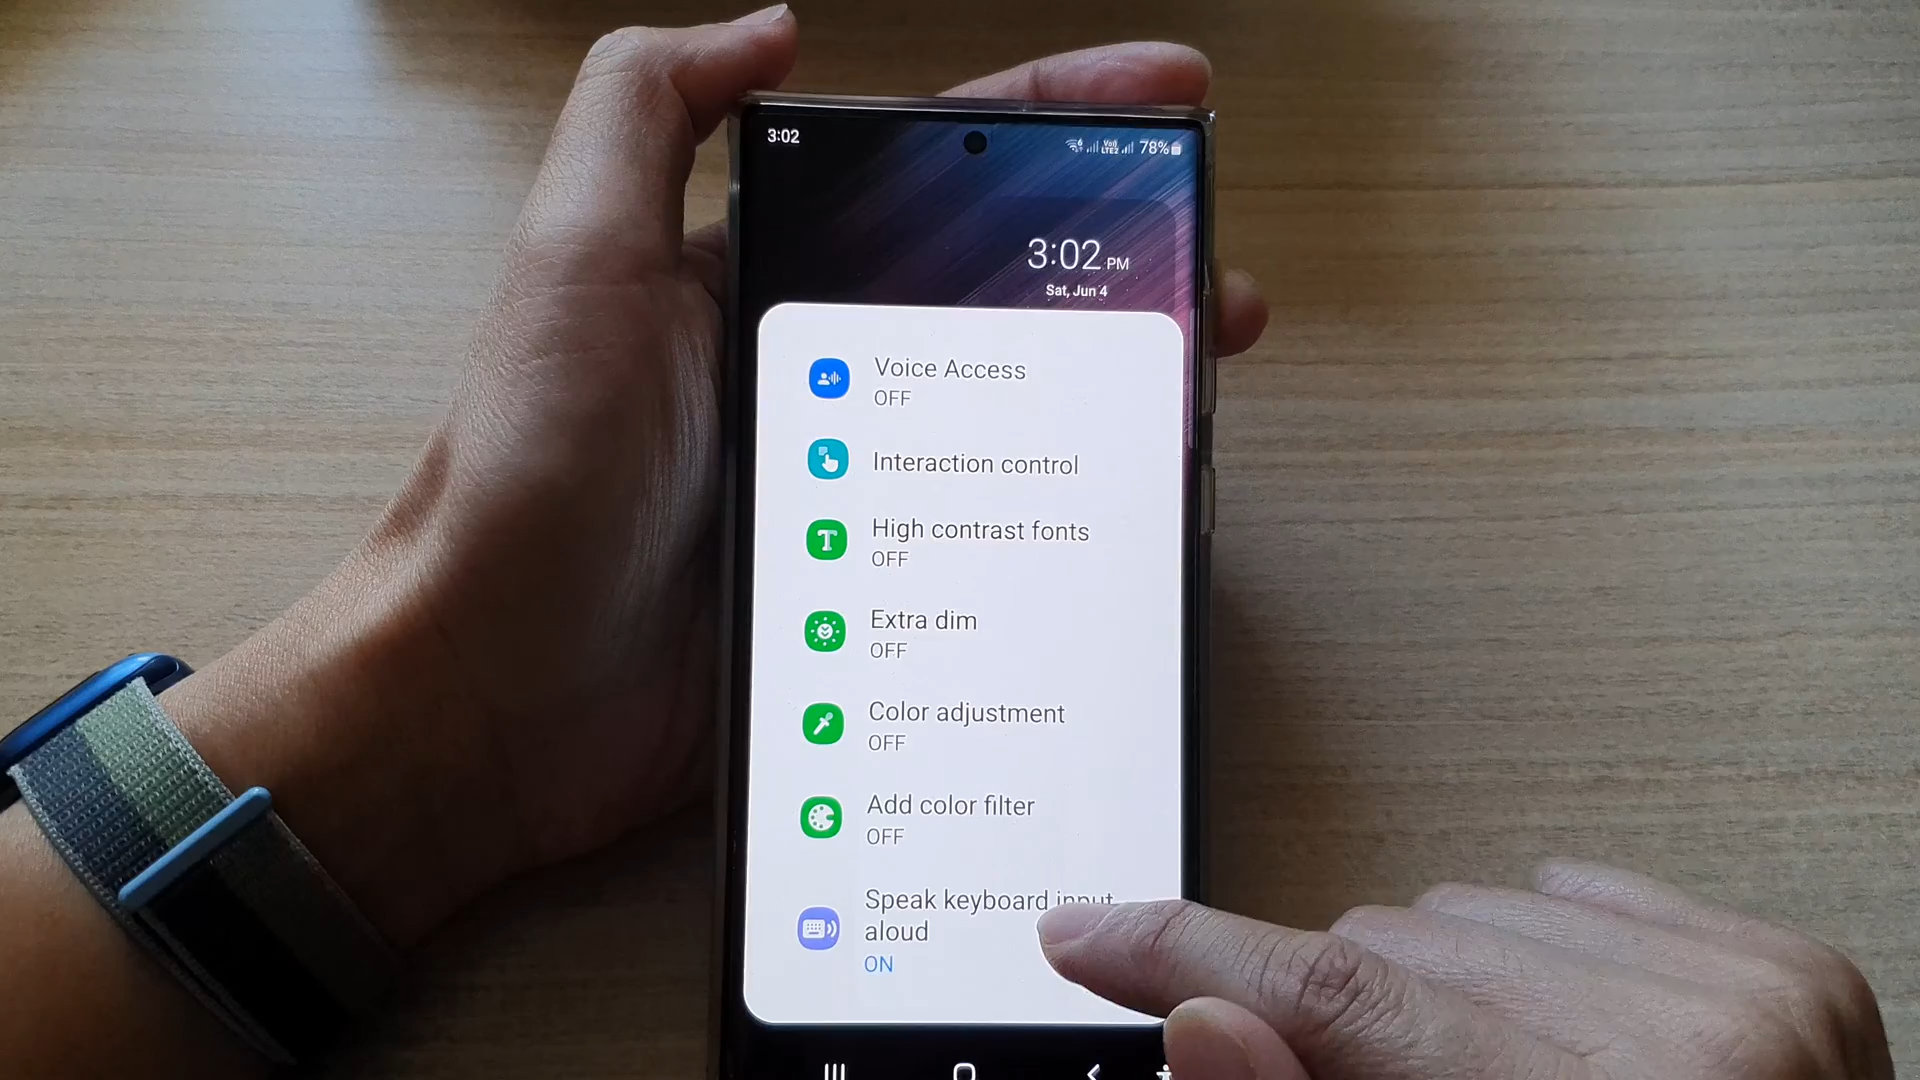 3:02
78%
3:02 PM
Sat, Jun 4
Voice Access
OFF
Interaction control
High contrast fonts
OFF
Extra dim
OFF
Color adjustment
OFF
Add color filter
OFF
Speak keyboard input
aloud
ON